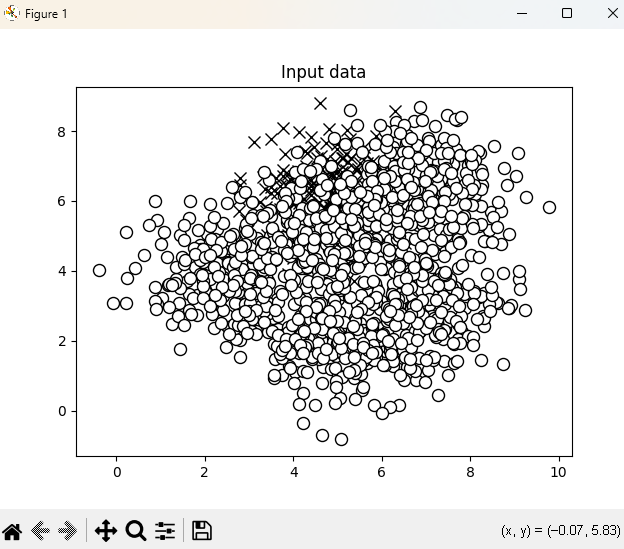 Figure 1
Input data
8
6
4
2
0
0 2 4 6 8 10
(x, y) = (−0.07, 5.83)